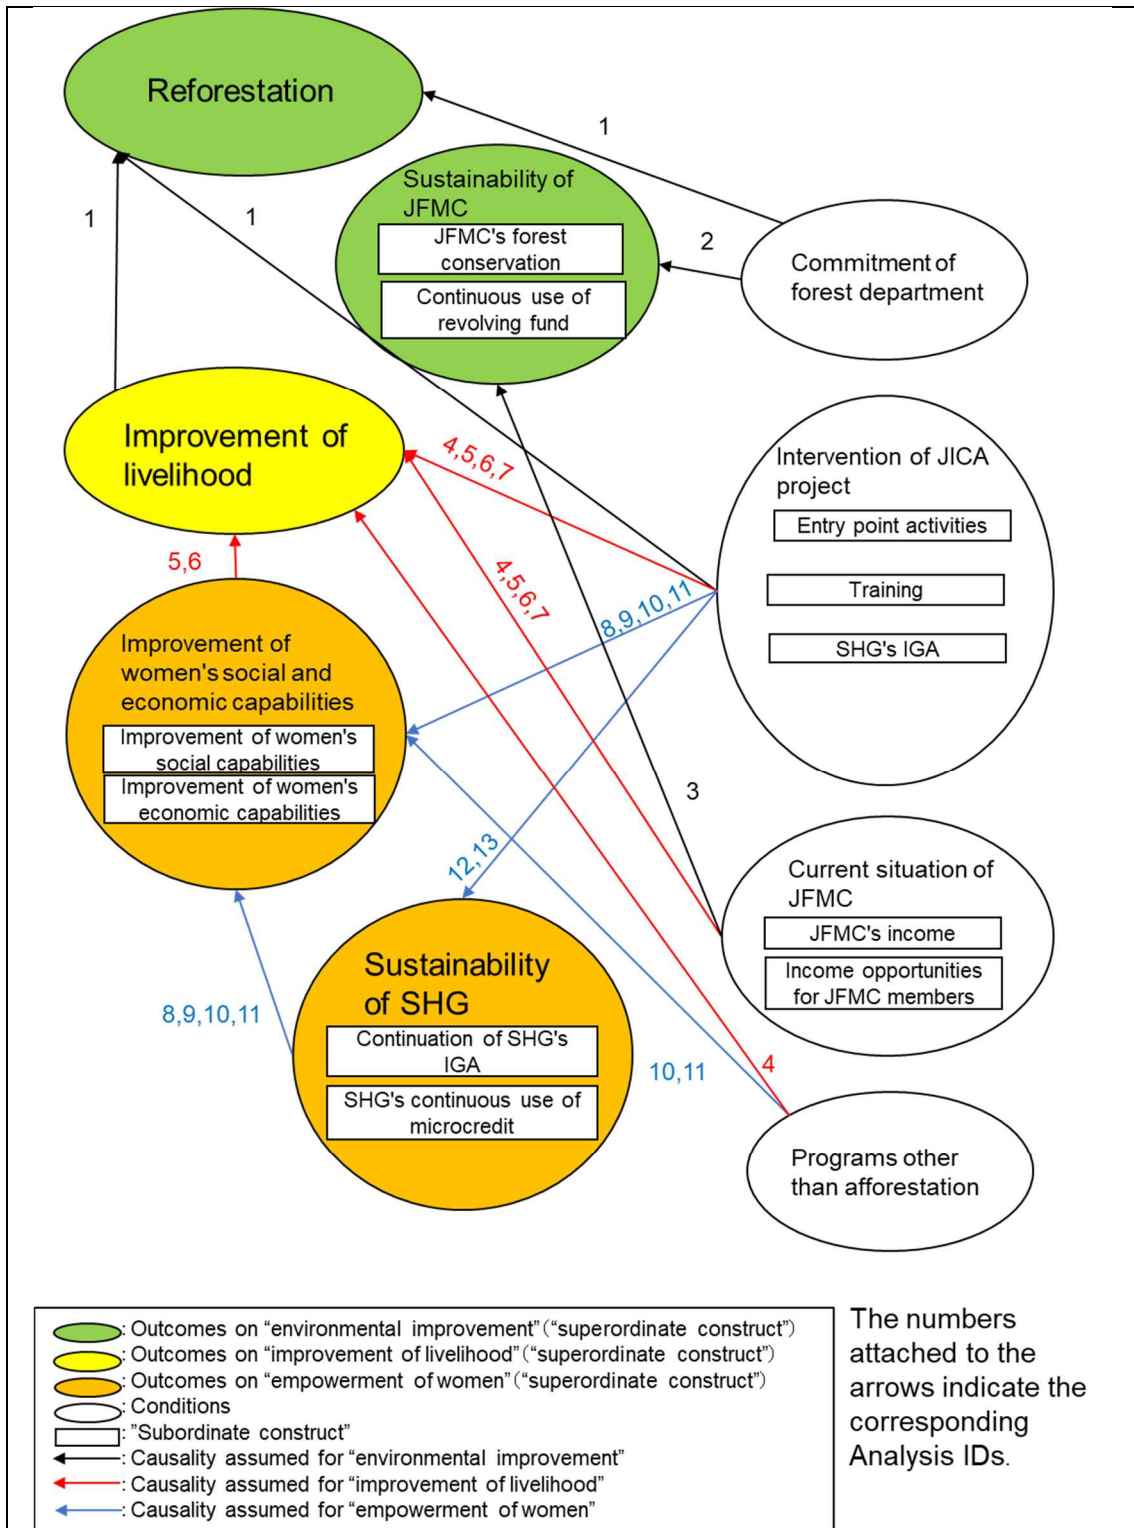 Reforestation
1
Sustainability of
JFMC
JFMC's forest
conservation
Continuous use of
revolving fund
2
Commitment of
forest department
1
1
Improvement of
livelihood
4,5,6,7
Intervention of JICA
project
Entry point activities
Training
SHG's IGA
5,6
4,5,6,7
8,9,10,11
Improvement of
women's social and
economic capabilities
Improvement of women's
social capabilities
Improvement of women's
economic capabilities
3
12,13
Current situation of
JFMC
JFMC's income
Income opportunities
for JFMC members
Sustainability
of SHG
Continuation of SHG's
IGA
SHG's continuous use of
microcredit
8,9,10,11
10,11
4
Programs other
than afforestation
: Outcomes on “environmental improvement”(“superordinate construct”)
: Outcomes on “improvement of livelihood”(“superordinate construct”)
: Outcomes on “empowerment of women”(“superordinate construct”)
: Conditions
: ”Subordinate construct”
: Causality assumed for “environmental improvement”
: Causality assumed for “improvement of livelihood”
: Causality assumed for “empowerment of women”
The numbers
attached to the
arrows indicate the
corresponding
Analysis IDs.